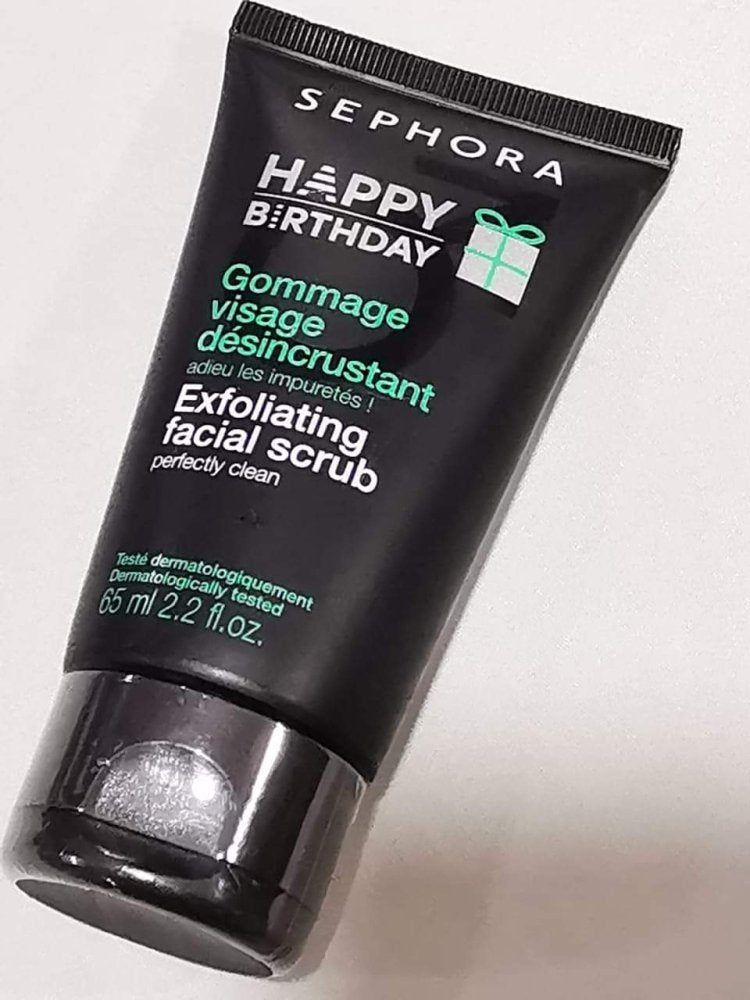 SEPHORA
HAPPY
BIRTHDAY
Gommage
visage
désincrustant
adieu les impuretés !
Exfoliating
facial scrub
perfectly clean
Testé dermatologiquement
Dermatologically tested
65 ml 2.2 fl.oz.